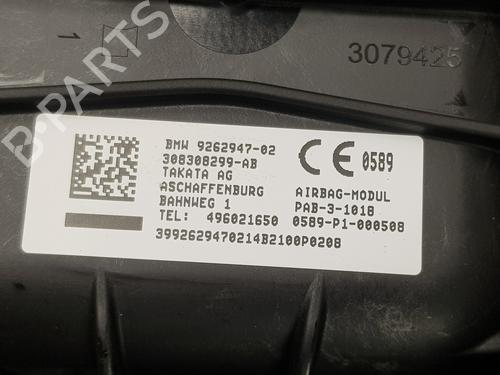 1
3079425
BMW 9262947-02
308308299-AB
TAKATA AG
ASCHAFFENBURG
BAHNWEG 1
TEL: 496021650
CE 0589
AIRBAG-MODUL
PAB-3-1018
0589-P1-000508
3992629470214B2100P0208
B-PARTS